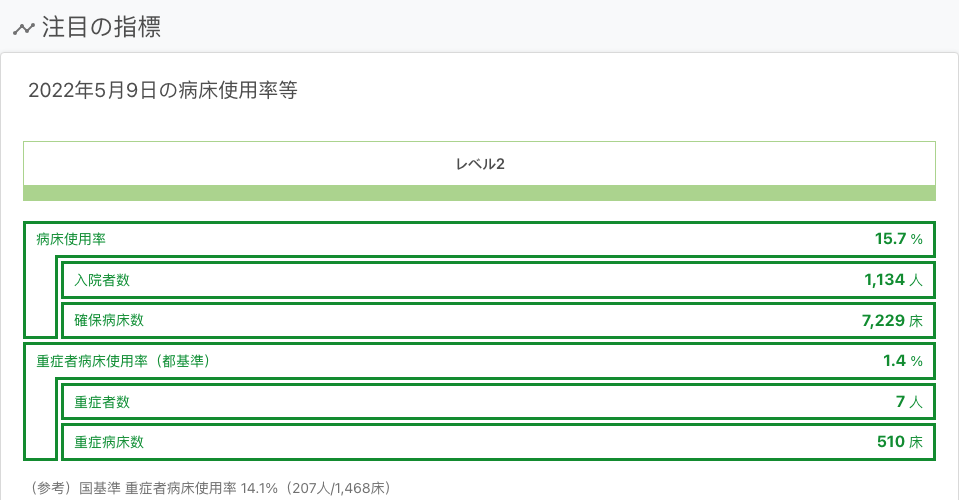 注目の指標
2022年5月9日の病床使用率等
レベル2
病床使用率 15.7 %
入院者数 1,134 人
確保病床数 7,229 床
重症者病床使用率（都基準） 1.4 %
重症者数 7 人
重症病床数 510 床
（参考）国基準 重症者病床使用率 14.1%（207人/1,468床）